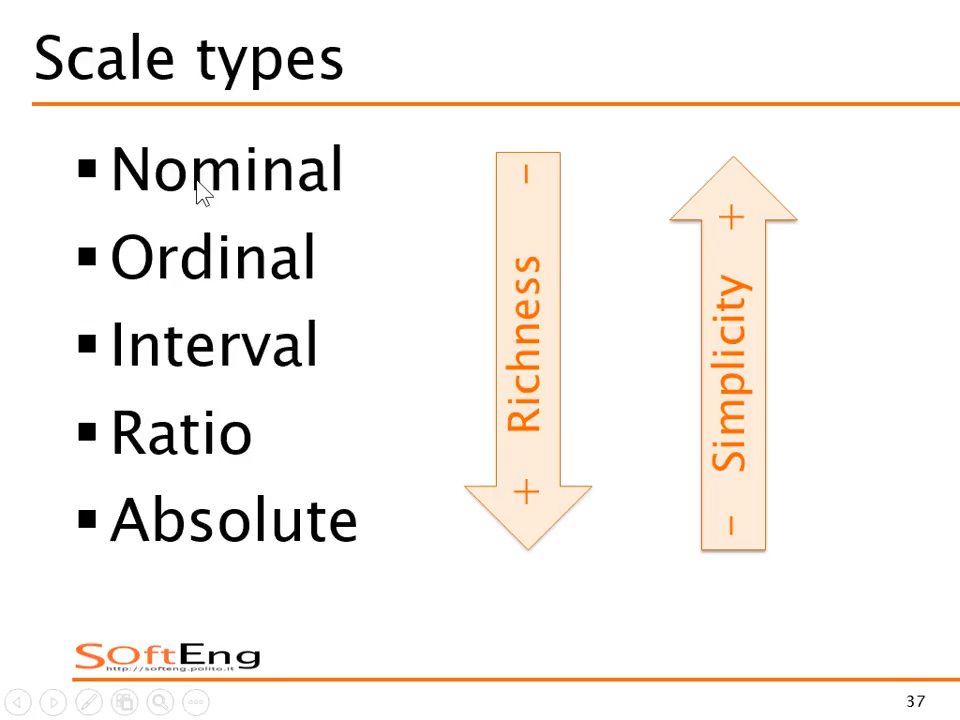 Scale types
▪ Nominal
▪ Ordinal
▪ Interval
▪ Ratio
▪ Absolute
– Richness +
– Simplicity +
SOftEng
http://softeng.polito.it
37